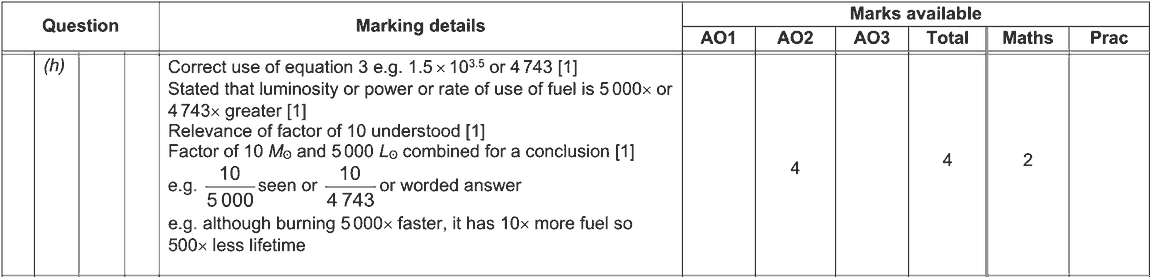 Question Marking details Marks available
AO1 AO2 AO3 Total Maths Prac
(h) Correct use of equation 3 e.g. 1.5 × 10^3.5 or 4 743 [1]
Stated that luminosity or power or rate of use of fuel is 5 000× or
4 743× greater [1]
Relevance of factor of 10 understood [1]
Factor of 10 M⊙ and 5 000 L⊙ combined for a conclusion [1]
e.g. 10/5 000 seen or 10/4 743 or worded answer
e.g. although burning 5 000× faster, it has 10× more fuel so
500× less lifetime
4 4 2